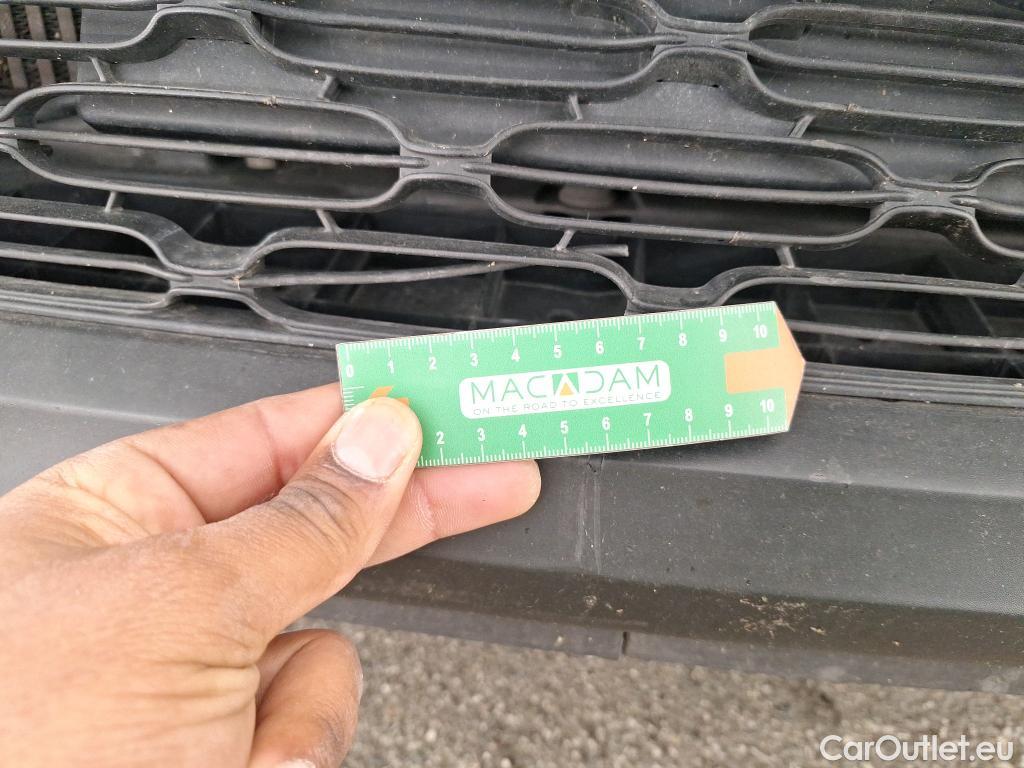 0 1 2 3 4 5 6 7 8 9 10
MACADAM
ON THE ROAD TO EXCELLENCE
2 3 4 5 6 7 8 9 10
CarOutlet.eu